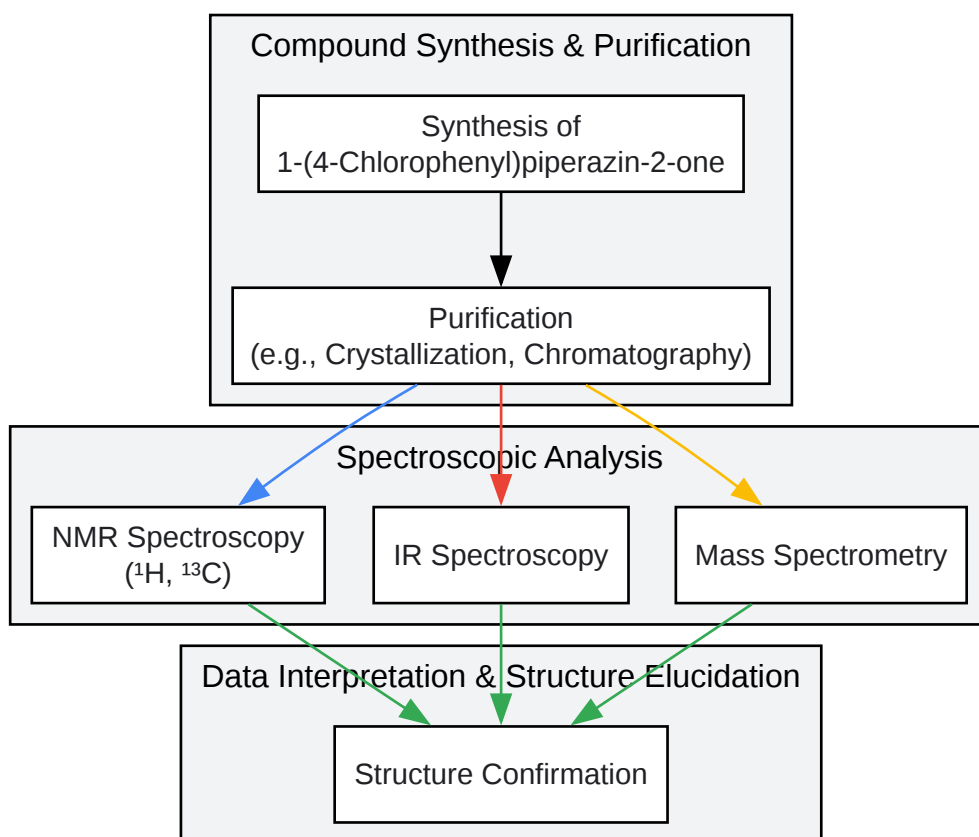 Compound Synthesis & Purification
Synthesis of
1-(4-Chlorophenyl)piperazin-2-one
Purification
(e.g., Crystallization, Chromatography)
Spectroscopic Analysis
NMR Spectroscopy
(¹H, ¹³C)
IR Spectroscopy
Mass Spectrometry
Data Interpretation & Structure Elucidation
Structure Confirmation